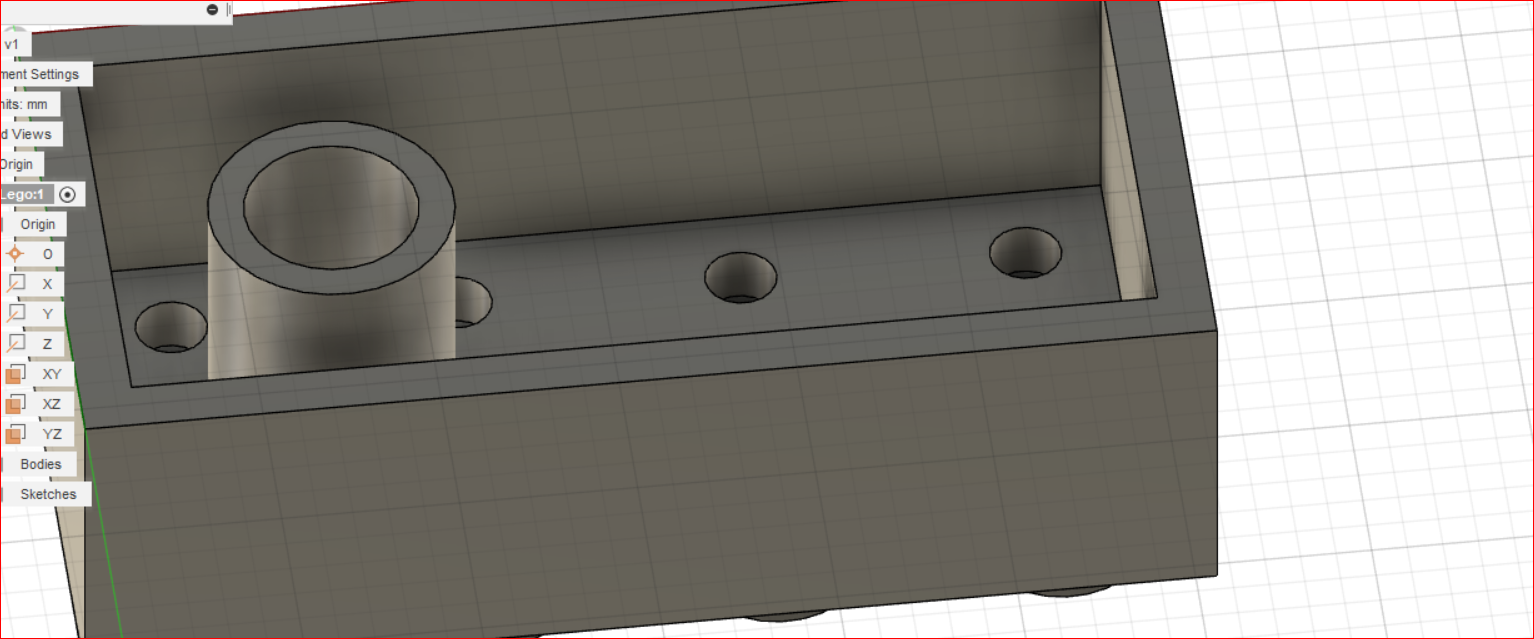 v1
ment Settings
nits: mm
d Views
Origin
Lego:1
Origin
O
X
Y
Z
XY
XZ
YZ
Bodies
Sketches